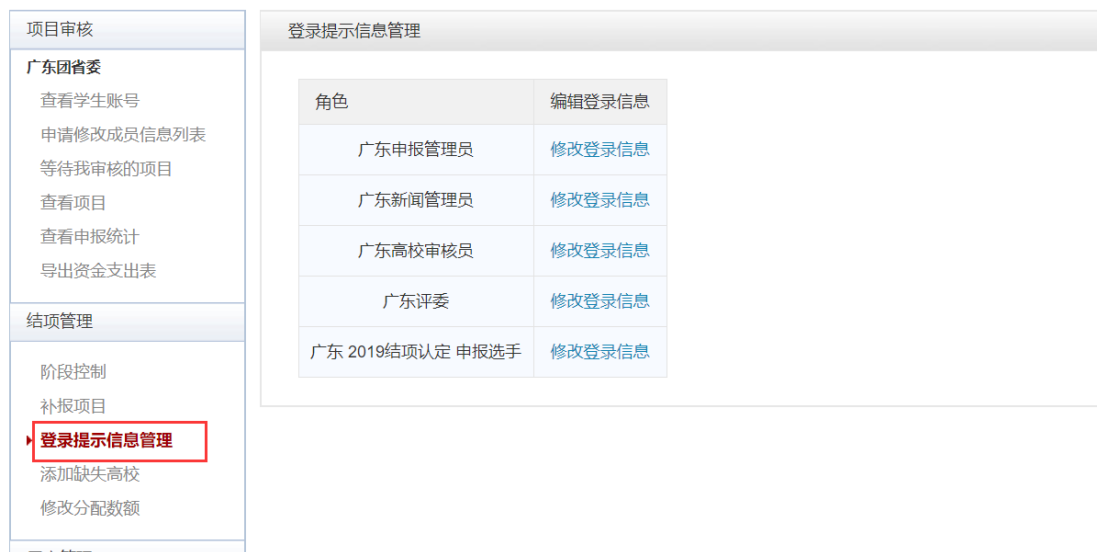 项目审核
广东团省委
查看学生账号
申请修改成员信息列表
等待我审核的项目
查看项目
查看申报统计
导出资金支出表
结项管理
阶段控制
补报项目
登录提示信息管理
添加缺失高校
修改分配数额
登录提示信息管理
角色 编辑登录信息
广东申报管理员 修改登录信息
广东新闻管理员 修改登录信息
广东高校审核员 修改登录信息
广东评委 修改登录信息
广东 2019结项认定 申报选手 修改登录信息